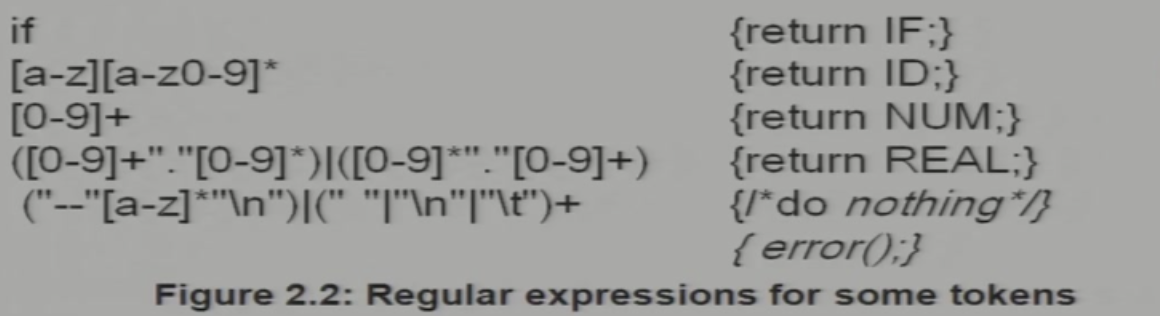 if {return IF;}
[a-z][a-z0-9]* {return ID;}
[0-9]+ {return NUM;}
([0-9]+"."[0-9]*)|([0-9]*"."[0-9]+) {return REAL;}
("--"[a-z]*"\n")|(" "|"\n"|"\t")+ {/*do nothing*/}
{ error();}
Figure 2.2: Regular expressions for some tokens